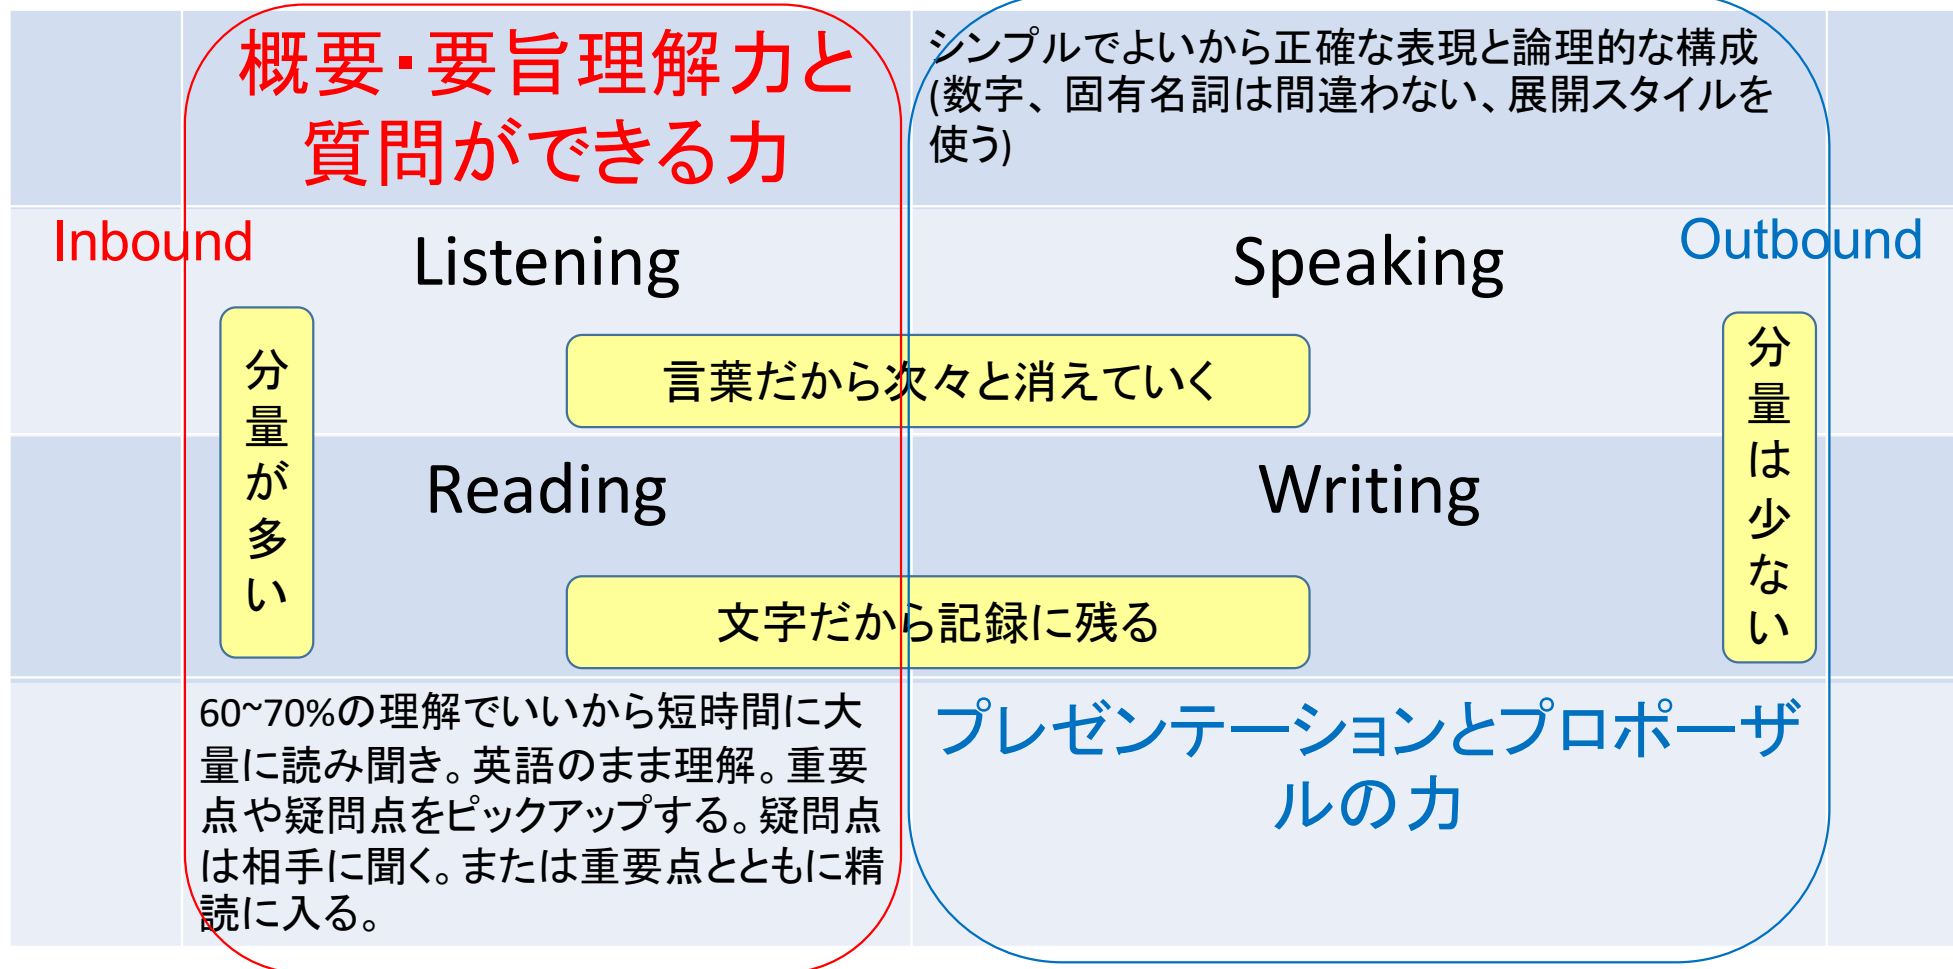 概要・要旨理解力と
質問ができる力
シンプルでよいから正確な表現と論理的な構成
(数字、固有名詞は間違わない、展開スタイルを
使う)
Inbound
Listening
Speaking
Outbound
分量が多い
言葉だから次々と消えていく
分量は少ない
Reading
Writing
文字だから記録に残る
60~70%の理解でいいから短時間に大
量に読み聞き。英語のまま理解。重要
点や疑問点をピックアップする。疑問点
は相手に聞く。または重要点とともに精
読に入る。
プレゼンテーションとプロポーザ
ルの力